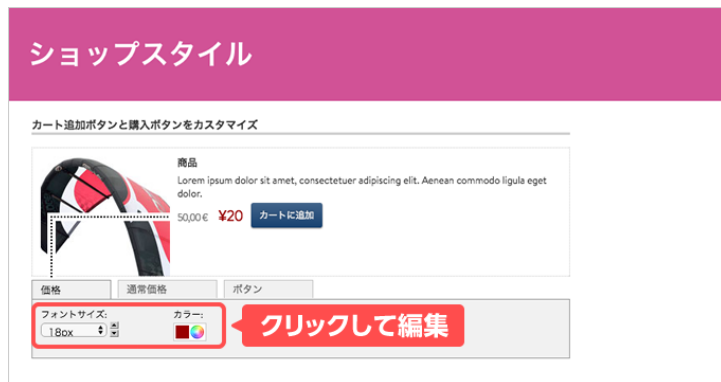 ショップスタイル
カート追加ボタンと購入ボタンをカスタマイズ
商品
Lorem ipsum dolor sit amet, consectetuer adipiscing elit. Aenean commodo ligula eget
dolor.
50,00 € ¥20 カートに追加
価格 通常価格 ボタン
フォントサイズ: カラー:
18px
クリックして編集